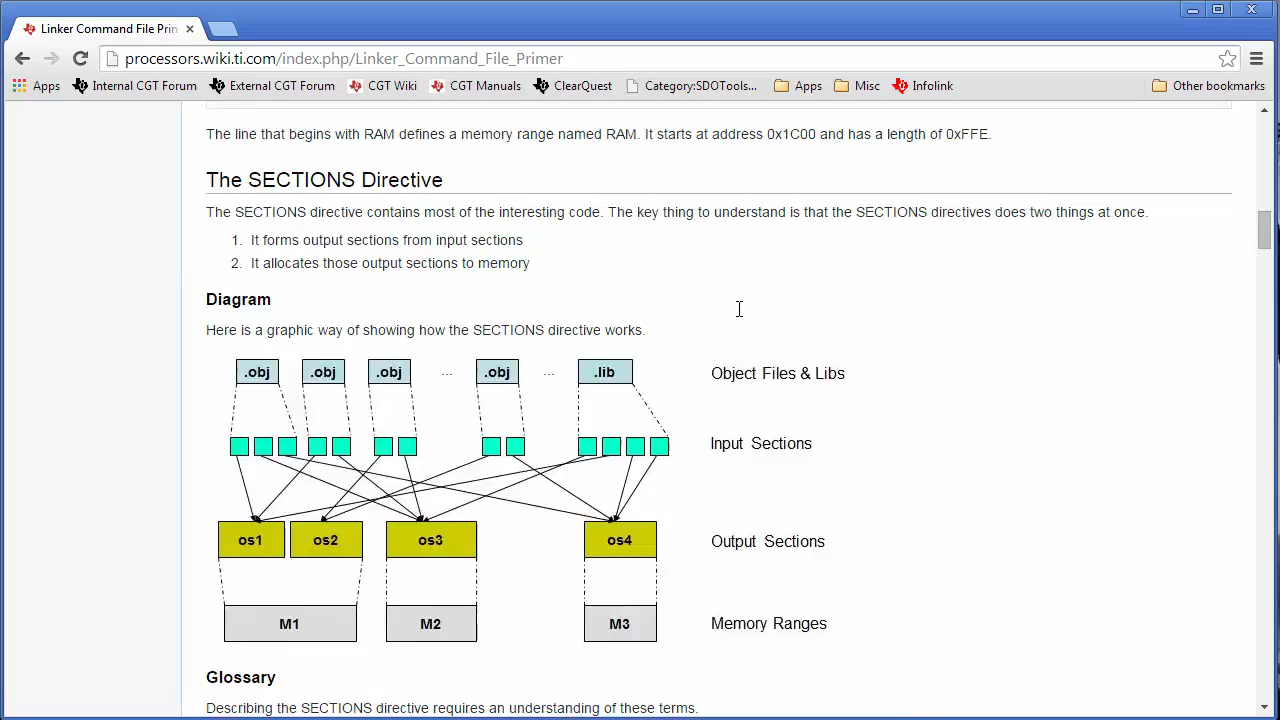 Linker Command File Prin
processors.wiki.ti.com/index.php/Linker_Command_File_Primer
Apps Internal CGT Forum External CGT Forum CGT Wiki CGT Manuals ClearQuest Category:SDOTools... Apps Misc Infolink Other bookmarks
The line that begins with RAM defines a memory range named RAM. It starts at address 0x1C00 and has a length of 0xFFE.
The SECTIONS Directive
The SECTIONS directive contains most of the interesting code. The key thing to understand is that the SECTIONS directives does two things at once.
1. It forms output sections from input sections
2. It allocates those output sections to memory
Diagram
Here is a graphic way of showing how the SECTIONS directive works.
.obj .obj .obj ... .obj ... .lib Object Files & Libs
Input Sections
os1 os2 os3 os4 Output Sections
M1 M2 M3 Memory Ranges
Glossary
Describing the SECTIONS directive requires an understanding of these terms.